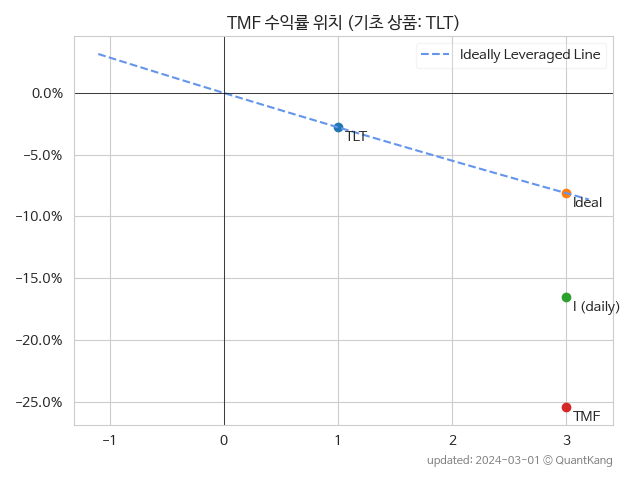 TMF 수익률 위치 (기초 상품: TLT)
Ideally Leveraged Line
0.0%
TLT
−5.0%
Ideal
−10.0%
−15.0%
I (daily)
−20.0%
−25.0%
TMF
−1 0 1 2 3
updated: 2024-03-01 © QuantKang